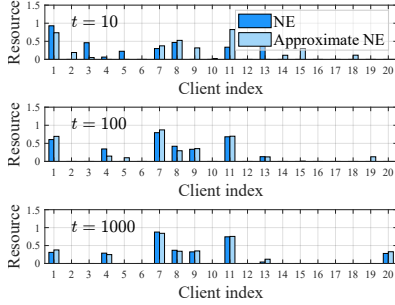 1.5
NE
Approximate NE
t = 10
1
0.5
0
Resource
1 2 3 4 5 6 7 8 9 10 11 12 13 14 15 16 17 18 19 20
Client index
1.5
t = 100
1
0.5
0
Resource
1 2 3 4 5 6 7 8 9 10 11 12 13 14 15 16 17 18 19 20
Client index
1.5
t = 1000
1
0.5
0
Resource
1 2 3 4 5 6 7 8 9 10 11 12 13 14 15 16 17 18 19 20
Client index